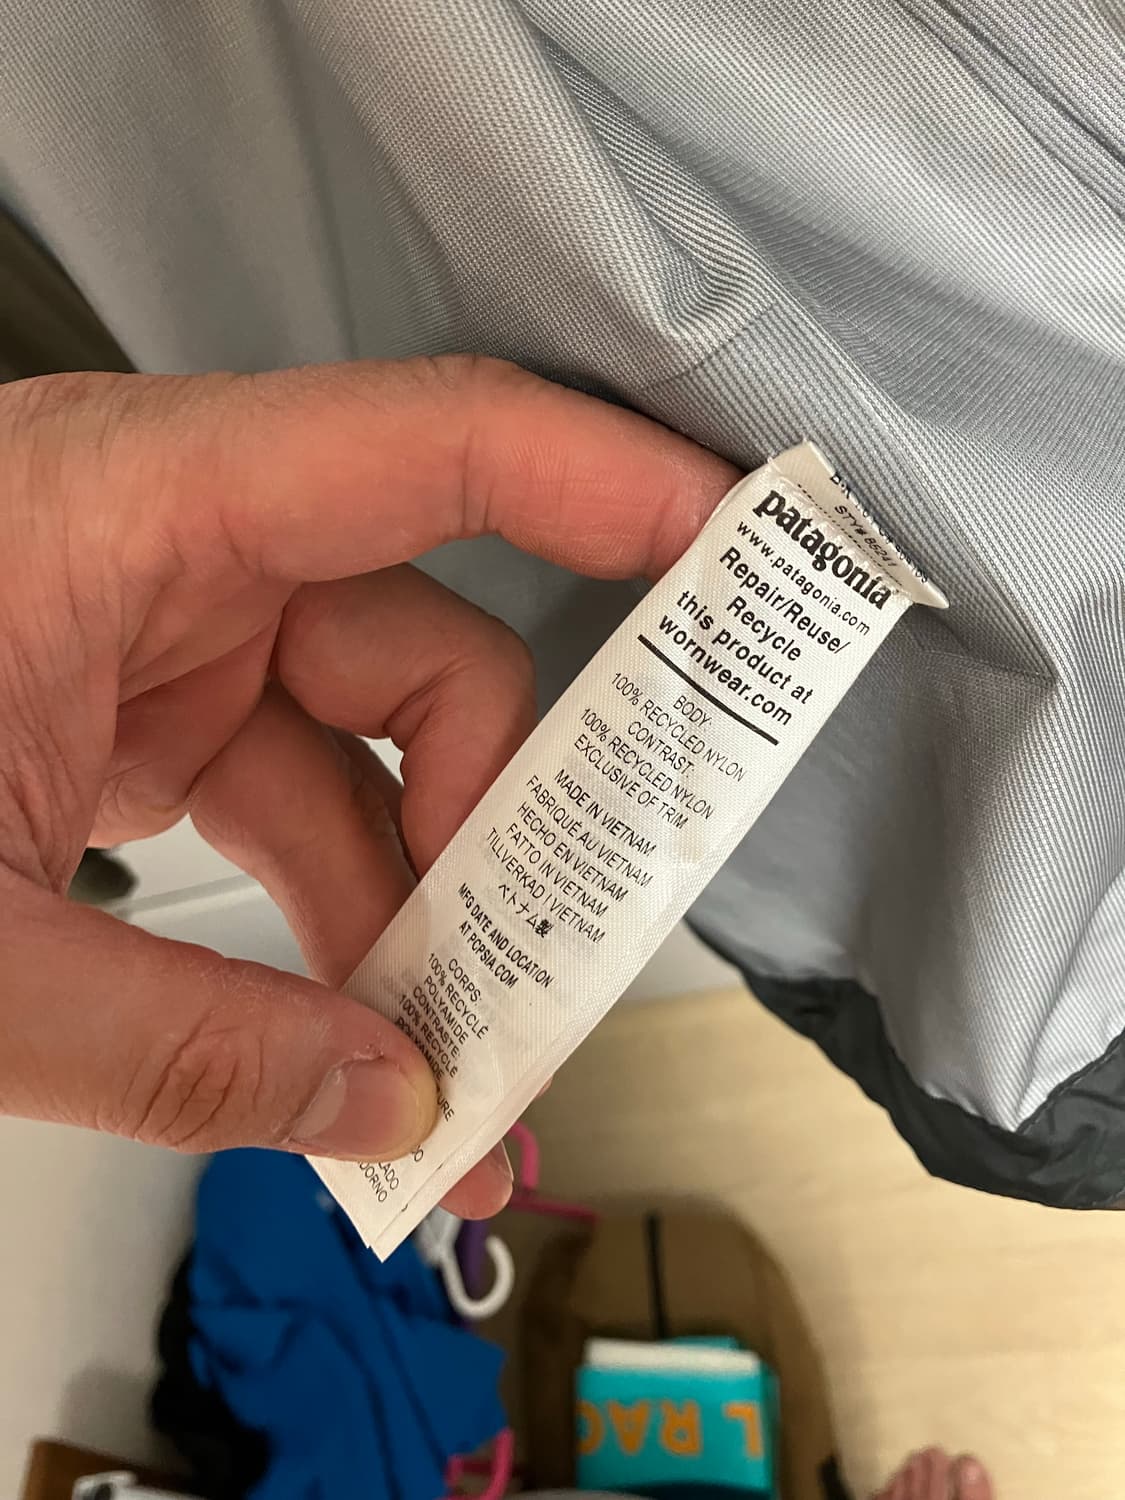 patagonia
www.patagonia.com
Repair/Reuse/
Recycle
this product at
wornwear.com
BODY:
100% RECYCLED NYLON
CONTRAST:
100% RECYCLED NYLON
EXCLUSIVE OF TRIM
MADE IN VIETNAM
FABRIQUÉ AU VIETNAM
HECHO EN VIETNAM
FATTO IN VIETNAM
TILLVERKAD I VIETNAM
ベトナム製
MFG DATE AND LOCATION
AT PCPSIA.COM
CORPS:
100% RECYCLÉ
POLYAMIDE
CONTRASTE:
100% RECYCLÉ
POLYAMIDE
L RAC